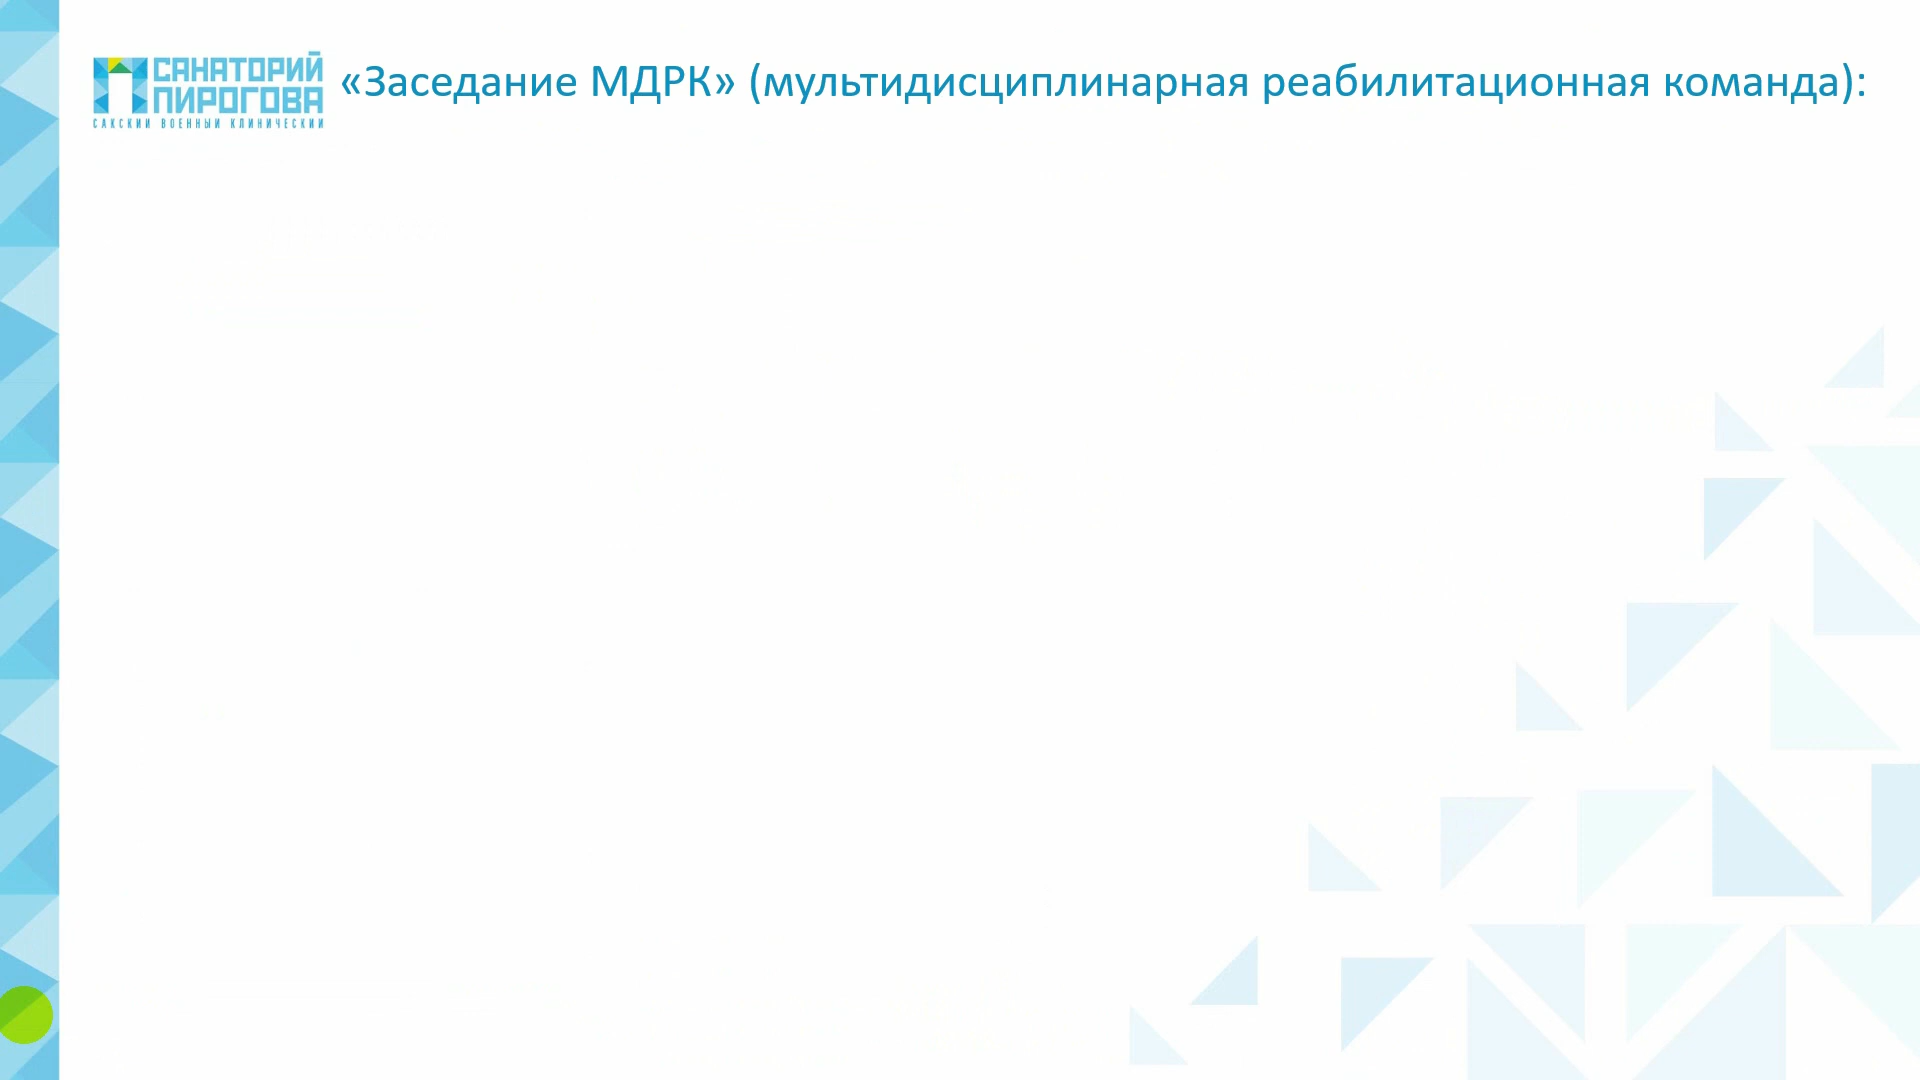 САНАТОРИЙ
ПИРОГОВА
САКСКИЙ ВОЕННЫЙ КЛИНИЧЕСКИЙ
«Заседание МДРК» (мультидисциплинарная реабилитационная команда):